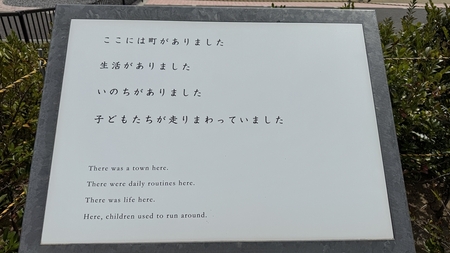 ここには町がありました
生活がありました
いのちがありました
子どもたちが走りまわっていました
There was a town here.
There were daily routines here.
There was life here.
Here, children used to run around.